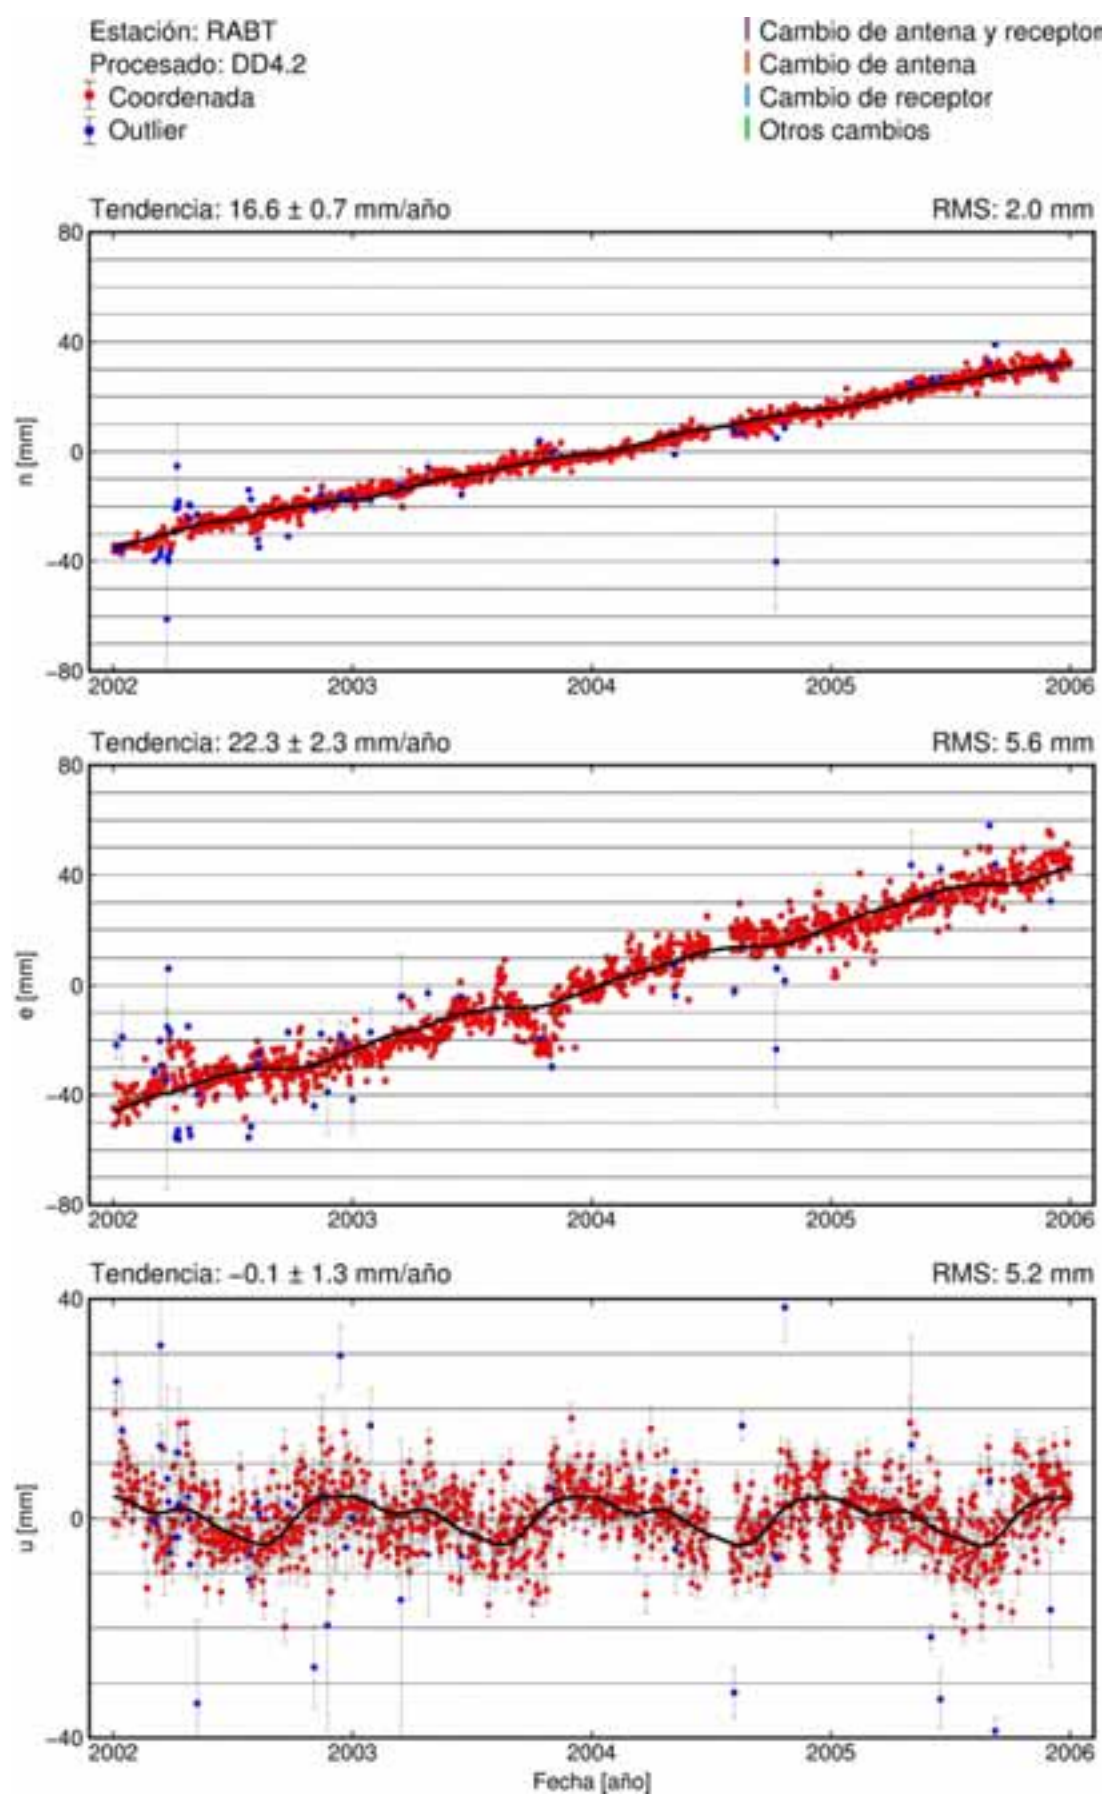 Estación: RABT
Procesado: DD4.2
Coordenada
Outlier
Cambio de antena y receptor
Cambio de antena
Cambio de receptor
Otros cambios
Tendencia: 16.6 ± 0.7 mm/año RMS: 2.0 mm
80
40
0
−40
−80
n [mm]
2002 2003 2004 2005 2006
Tendencia: 22.3 ± 2.3 mm/año RMS: 5.6 mm
80
40
0
−40
−80
e [mm]
2002 2003 2004 2005 2006
Tendencia: −0.1 ± 1.3 mm/año RMS: 5.2 mm
40
0
−40
u [mm]
2002 2003 2004 2005 2006
Fecha [año]